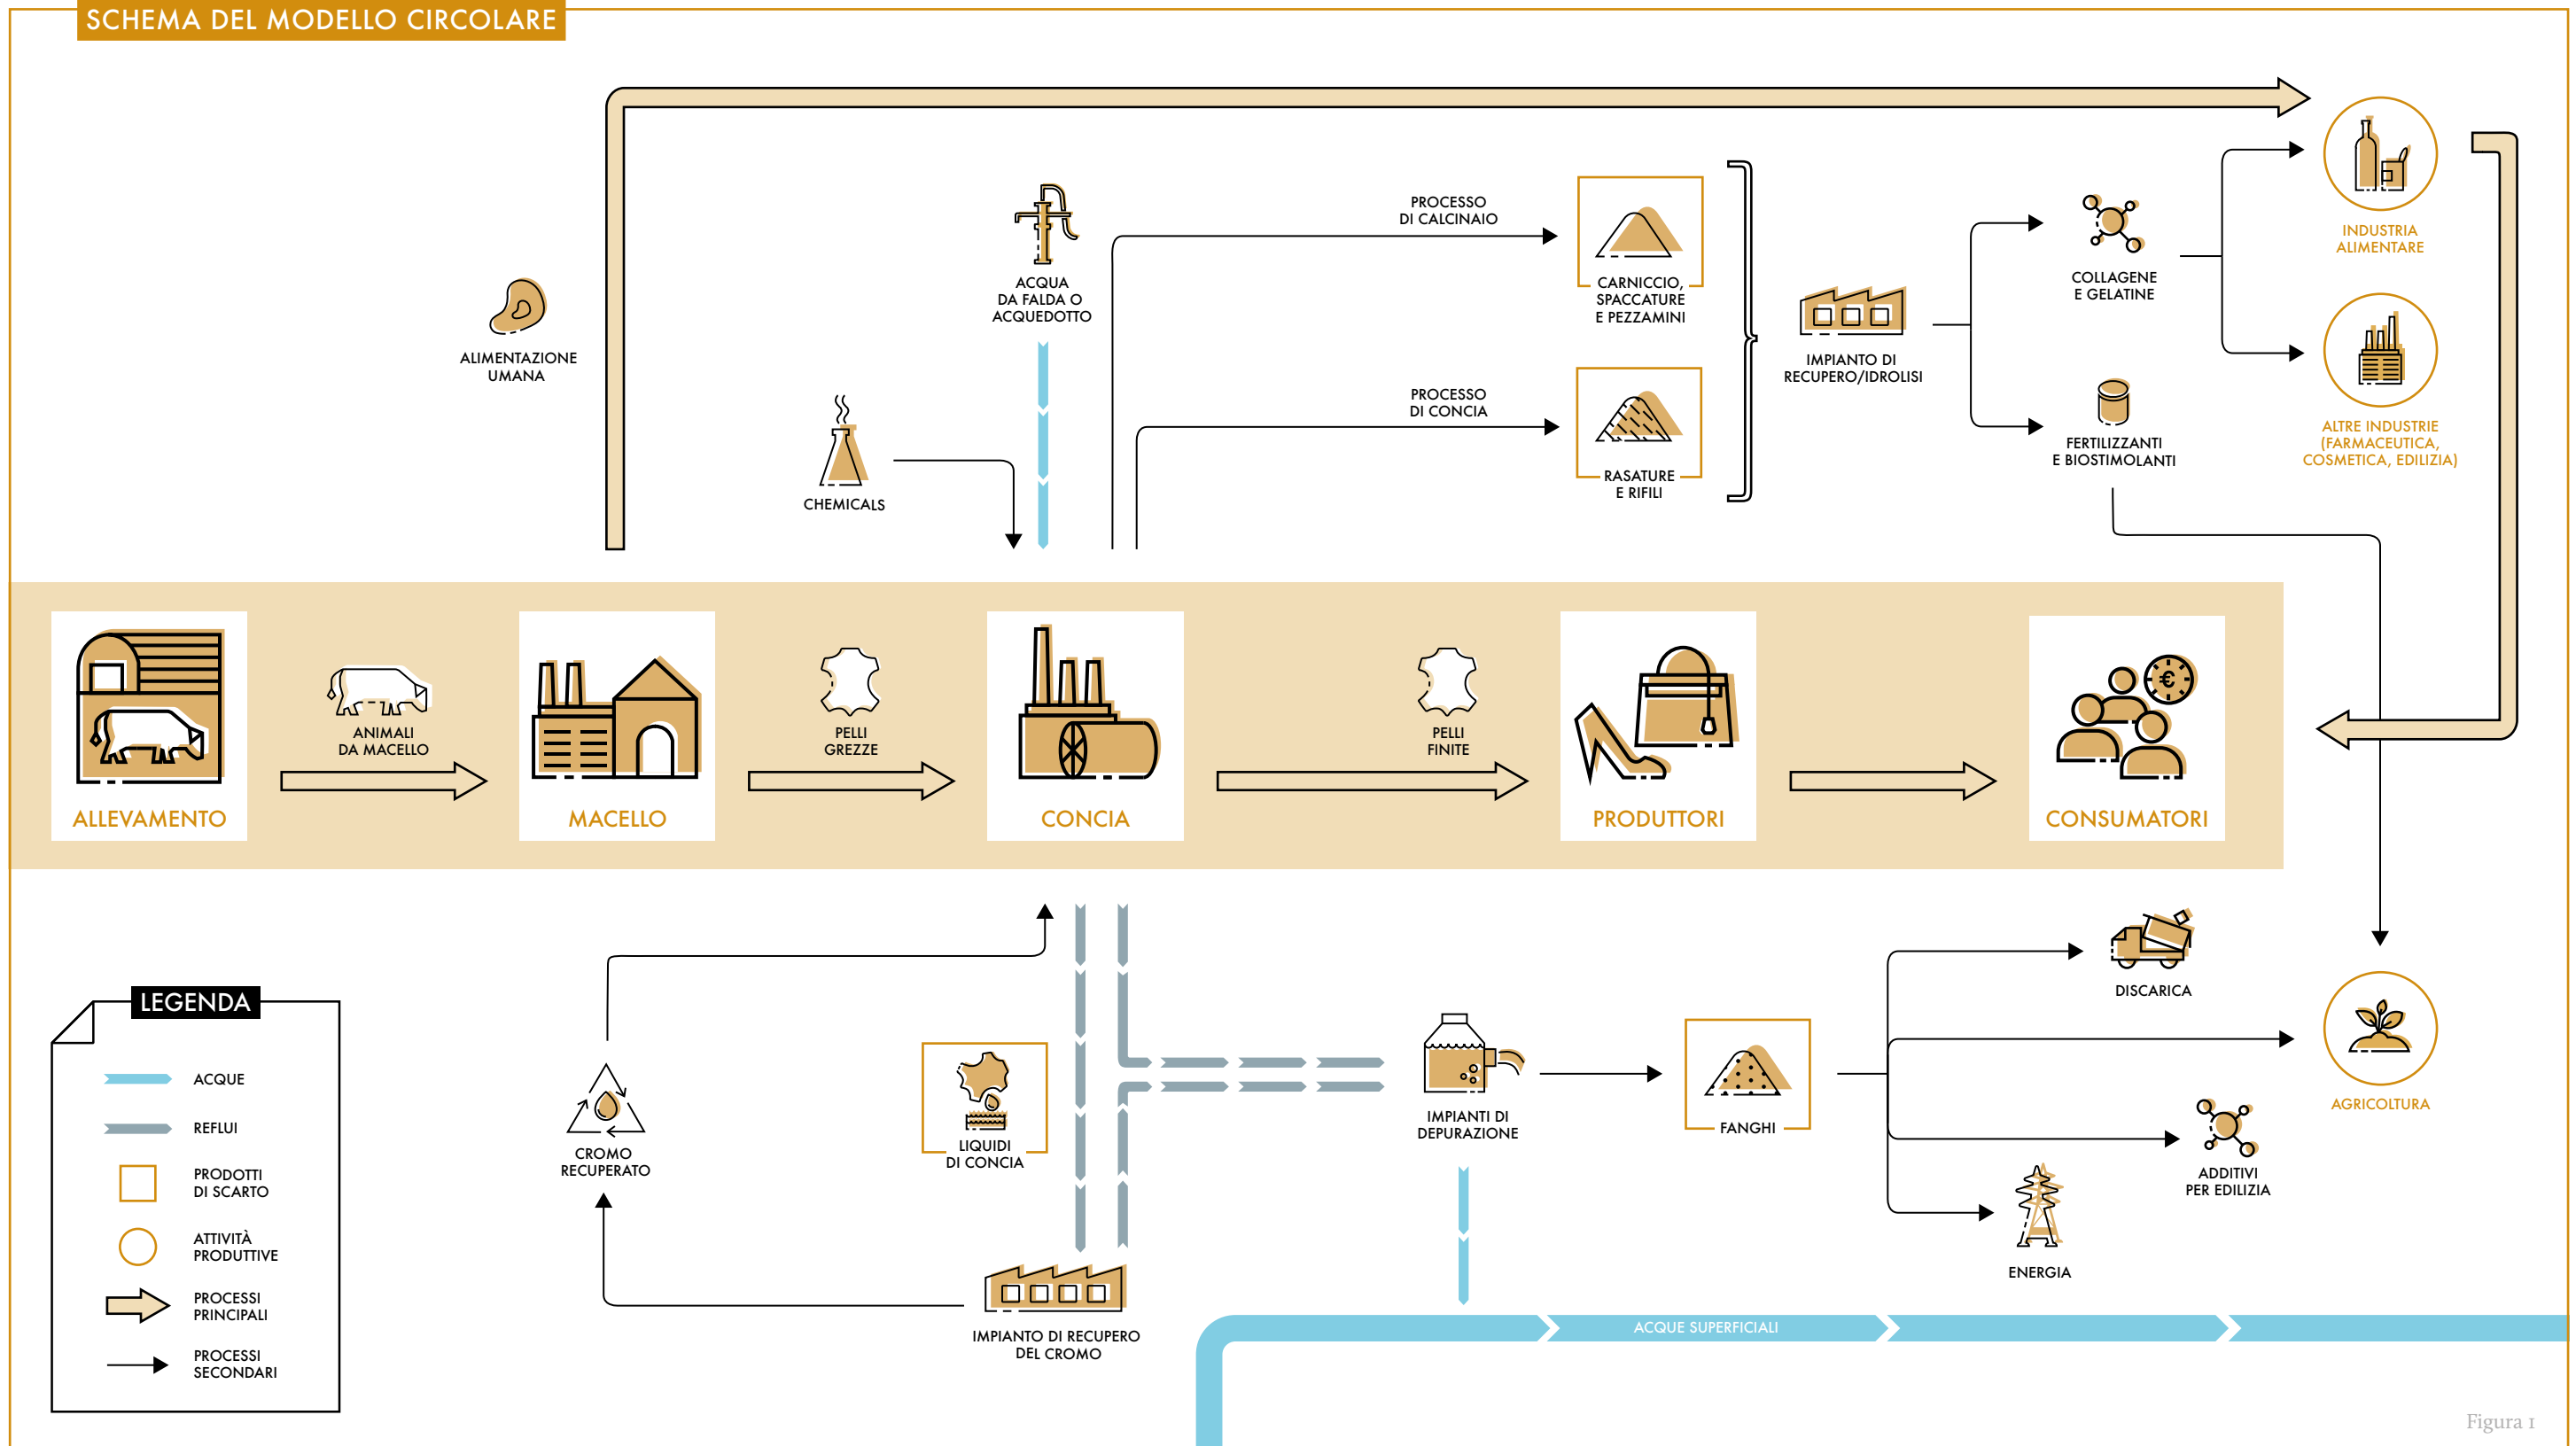 SCHEMA DEL MODELLO CIRCOLARE
ALIMENTAZIONE
UMANA
CHEMICALS
ACQUA
DA FALDA O
ACQUEDOTTO
PROCESSO
DI CALCINAIO
PROCESSO
DI CONCIA
CARNICCIO,
SPACCATURE
E PEZZAMINI
RASATURE
E RIFILI
IMPIANTO DI
RECUPERO/IDROLISI
COLLAGENE
E GELATINE
FERTILIZZANTI
E BIOSTIMOLANTI
INDUSTRIA
ALIMENTARE
ALTRE INDUSTRIE
(FARMACEUTICA,
COSMETICA, EDILIZIA)
ALLEVAMENTO
ANIMALI
DA MACELLO
MACELLO
PELLI
GREZZE
CONCIA
PELLI
FINITE
PRODUTTORI
€
CONSUMATORI
LEGENDA
ACQUE
REFLUI
PRODOTTI
DI SCARTO
ATTIVITÀ
PRODUTTIVE
PROCESSI
PRINCIPALI
PROCESSI
SECONDARI
CROMO
RECUPERATO
LIQUIDI
DI CONCIA
IMPIANTO DI RECUPERO
DEL CROMO
IMPIANTI DI
DEPURAZIONE
FANGHI
DISCARICA
AGRICOLTURA
ADDITIVI
PER EDILIZIA
ENERGIA
ACQUE SUPERFICIALI
Figura 1